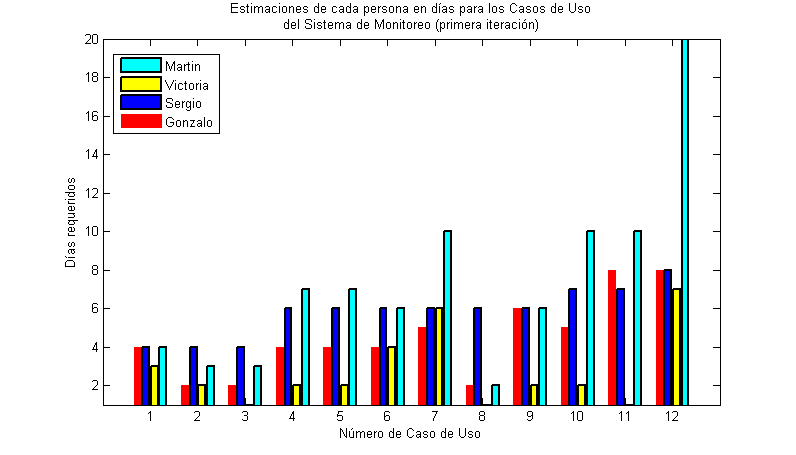 Estimaciones de cada persona en días para los Casos de Uso
del Sistema de Monitoreo (primera iteración)
20
18
16
14
12
10
8
6
4
2
Días requeridos
Martin
Victoria
Sergio
Gonzalo
1 2 3 4 5 6 7 8 9 10 11 12
Número de Caso de Uso